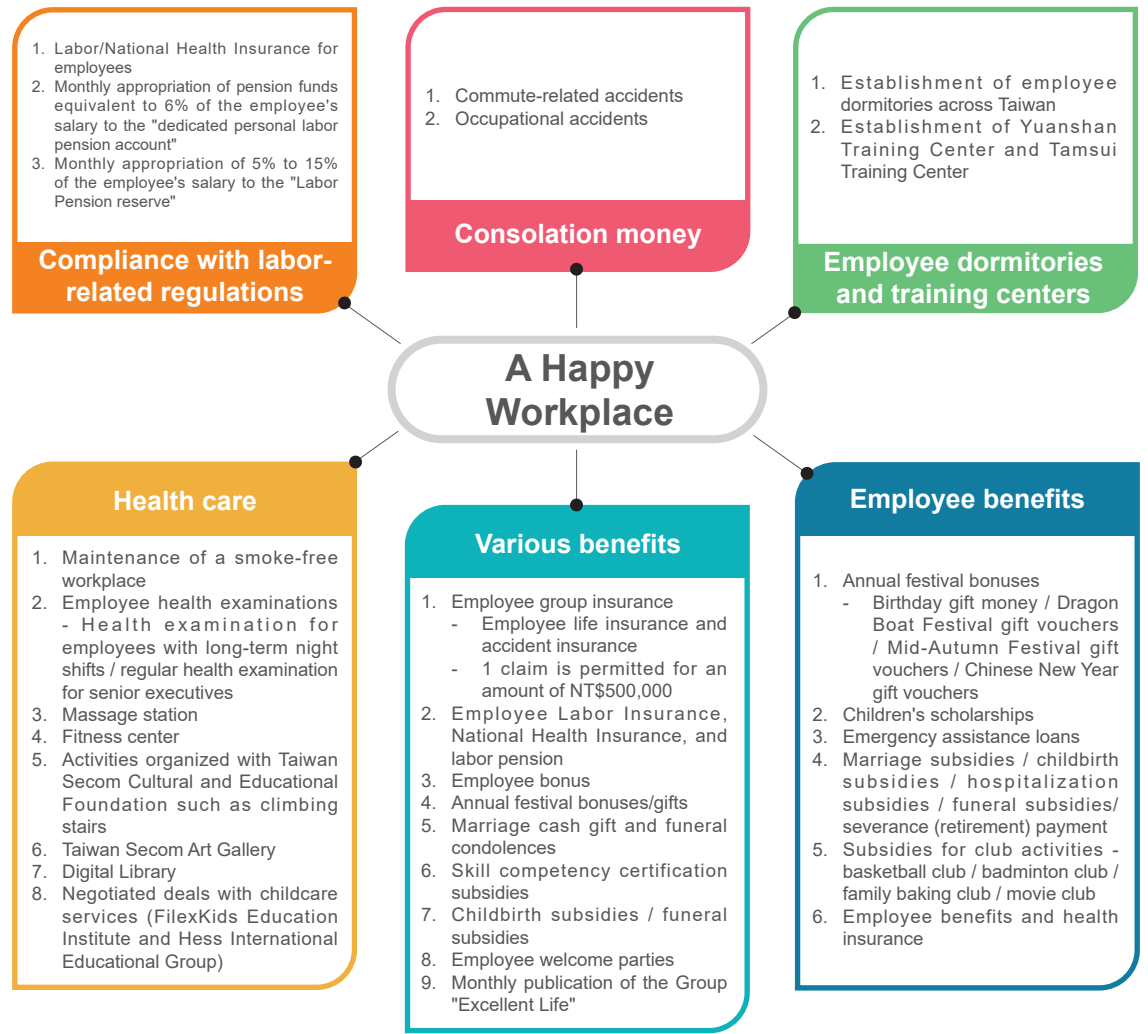 1. Labor/National Health Insurance for
employees
2. Monthly appropriation of pension funds
equivalent to 6% of the employee's
salary to the "dedicated personal labor
pension account"
3. Monthly appropriation of 5% to 15%
of the employee's salary to the "Labor
Pension reserve"
Compliance with labor-
related regulations
1. Commute-related accidents
2. Occupational accidents
Consolation money
1. Establishment of employee
dormitories across Taiwan
2. Establishment of Yuanshan
Training Center and Tamsui
Training Center
Employee dormitories
and training centers
A Happy
Workplace
Health care
1. Maintenance of a smoke-free
workplace
2. Employee health examinations
- Health examination for
employees with long-term night
shifts / regular health examination
for senior executives
3. Massage station
4. Fitness center
5. Activities organized with Taiwan
Secom Cultural and Educational
Foundation such as climbing
stairs
6. Taiwan Secom Art Gallery
7. Digital Library
8. Negotiated deals with childcare
services (FilexKids Education
Institute and Hess International
Educational Group)
Various benefits
1. Employee group insurance
- Employee life insurance and
accident insurance
- 1 claim is permitted for an
amount of NT$500,000
2. Employee Labor Insurance,
National Health Insurance, and
labor pension
3. Employee bonus
4. Annual festival bonuses/gifts
5. Marriage cash gift and funeral
condolences
6. Skill competency certification
subsidies
7. Childbirth subsidies / funeral
subsidies
8. Employee welcome parties
9. Monthly publication of the Group
"Excellent Life"
Employee benefits
1. Annual festival bonuses
- Birthday gift money / Dragon
Boat Festival gift vouchers
/ Mid-Autumn Festival gift
vouchers / Chinese New Year
gift vouchers
2. Children's scholarships
3. Emergency assistance loans
4. Marriage subsidies / childbirth
subsidies / hospitalization
subsidies / funeral subsidies/
severance (retirement) payment
5. Subsidies for club activities -
basketball club / badminton club /
family baking club / movie club
6. Employee benefits and health
insurance